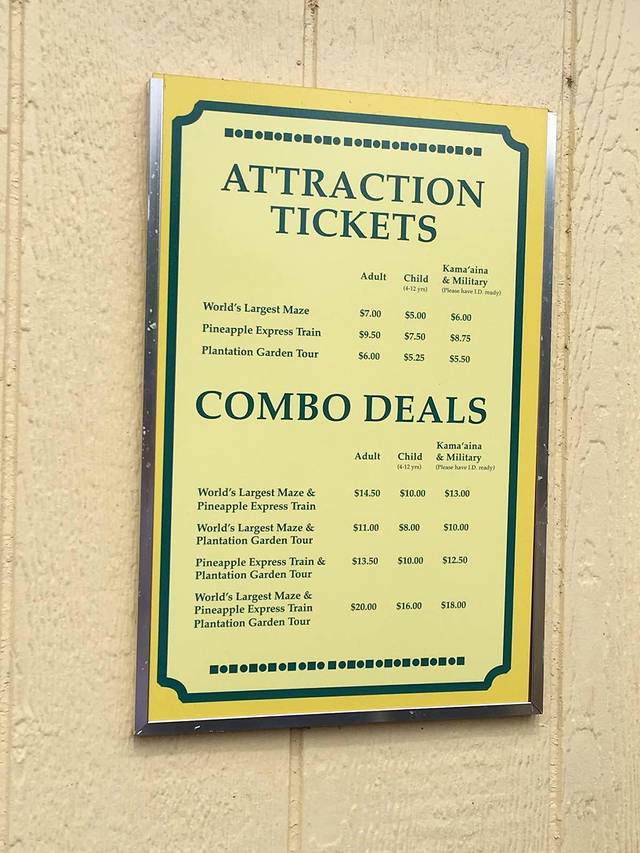 ATTRACTION
TICKETS
Adult Child Kama'aina
(4-12 yrs) & Military
(Please have I.D. ready)
World's Largest Maze $7.00 $5.00 $6.00
Pineapple Express Train $9.50 $7.50 $8.75
Plantation Garden Tour $6.00 $5.25 $5.50
COMBO DEALS
Adult Child Kama'aina
(4-12 yrs) & Military
(Please have I.D. ready)
World's Largest Maze & $14.50 $10.00 $13.00
Pineapple Express Train
World's Largest Maze & $11.00 $8.00 $10.00
Plantation Garden Tour
Pineapple Express Train & $13.50 $10.00 $12.50
Plantation Garden Tour
World's Largest Maze &
Pineapple Express Train $20.00 $16.00 $18.00
Plantation Garden Tour